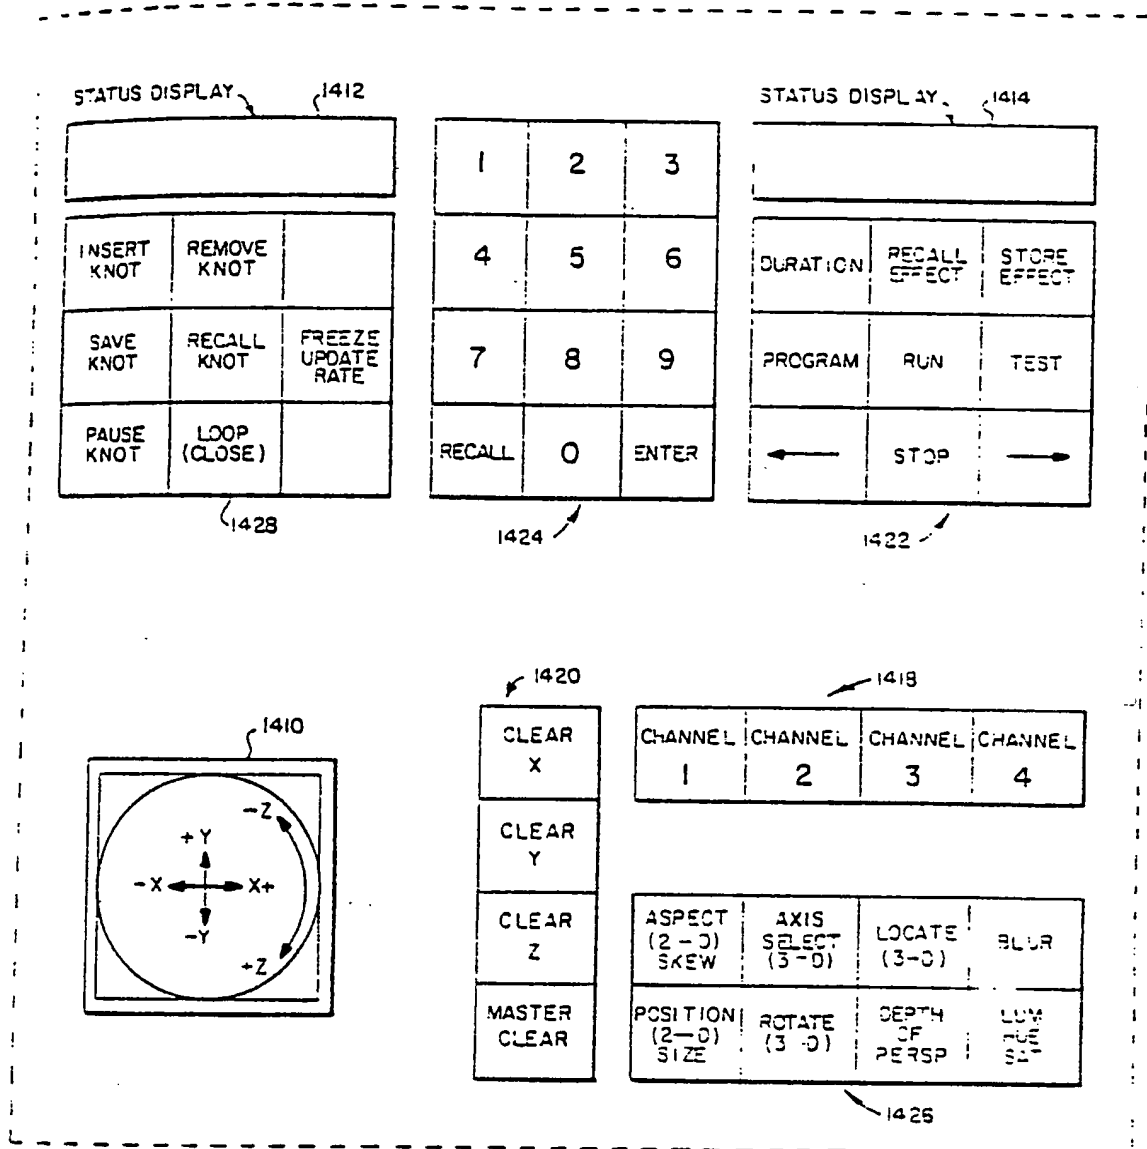 STATUS DISPLAY
1412
STATUS DISPLAY
1414
INSERT
KNOT
REMOVE
KNOT
SAVE
KNOT
RECALL
KNOT
FREEZE
UPDATE
RATE
PAUSE
KNOT
LOOP
(CLOSE)
1428
1 2 3
4 5 6
7 8 9
RECALL 0 ENTER
1424
DURATION
RECALL
EFFECT
STORE
EFFECT
PROGRAM
RUN
TEST
STOP
1422
1410
-Z
+Y
-X X+
-Y
+Z
1420
CLEAR
X
CLEAR
Y
CLEAR
Z
MASTER
CLEAR
1418
CHANNEL
1
CHANNEL
2
CHANNEL
3
CHANNEL
4
ASPECT
(2-D)
SKEW
AXIS
SELECT
(3-D)
LOCATE
(3-D)
BLUR
POSITION
(2-D)
SIZE
ROTATE
(3-D)
DEPTH
OF
PERSP
LUM
HUE
SAT
1426